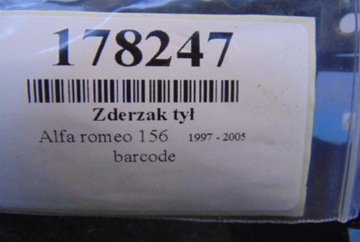 178247
Zderzak tył
Alfa romeo 156 1997 - 2005
barcode